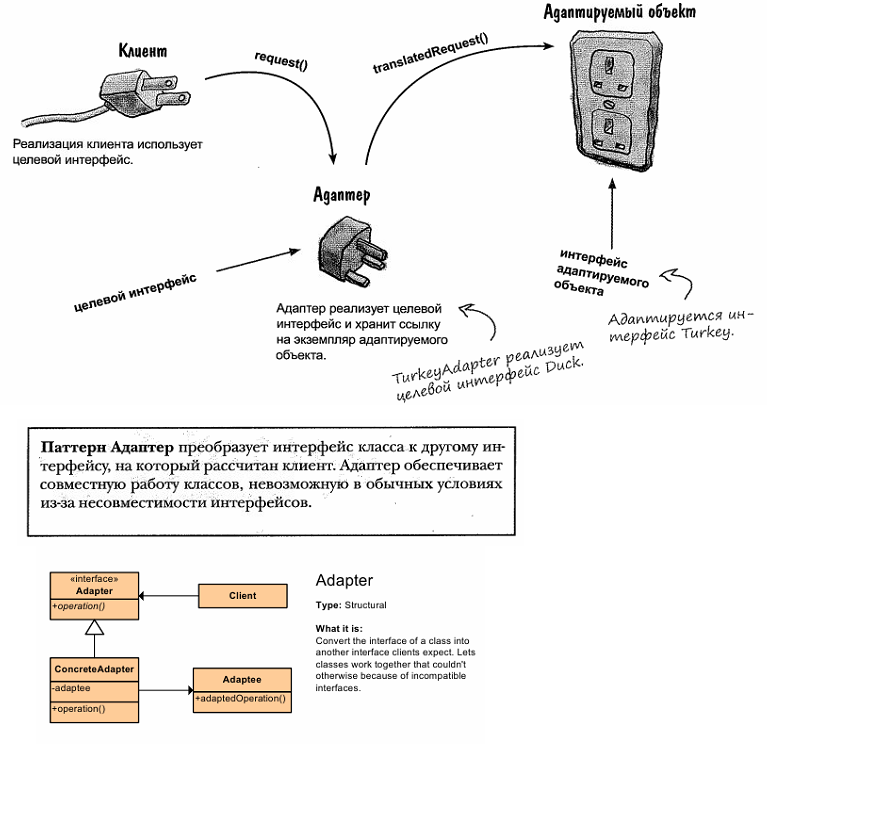 Адаптируемый объект
Клиент
request()
translatedRequest()
Реализация клиента использует
целевой интерфейс.
Адаптер
целевой интерфейс
интерфейс
адаптируемого
объекта
Адаптер реализует целевой
интерфейс и хранит ссылку
на экземпляр адаптируемого
объекта.
Адаптируется ин-
терфейс Turkey.
TurkeyAdapter реализует
целевой интерфейс Duck.
Паттерн Адаптер преобразует интерфейс класса к другому ин-
терфейсу, на который рассчитан клиент. Адаптер обеспечивает
совместную работу классов, невозможную в обычных условиях
из-за несовместимости интерфейсов.
«interface»
Adapter
+operation()
Client
ConcreteAdapter
-adaptee
+operation()
Adaptee
+adaptedOperation()
Adapter
Type: Structural
What it is:
Convert the interface of a class into
another interface clients expect. Lets
classes work together that couldn't
otherwise because of incompatible
interfaces.